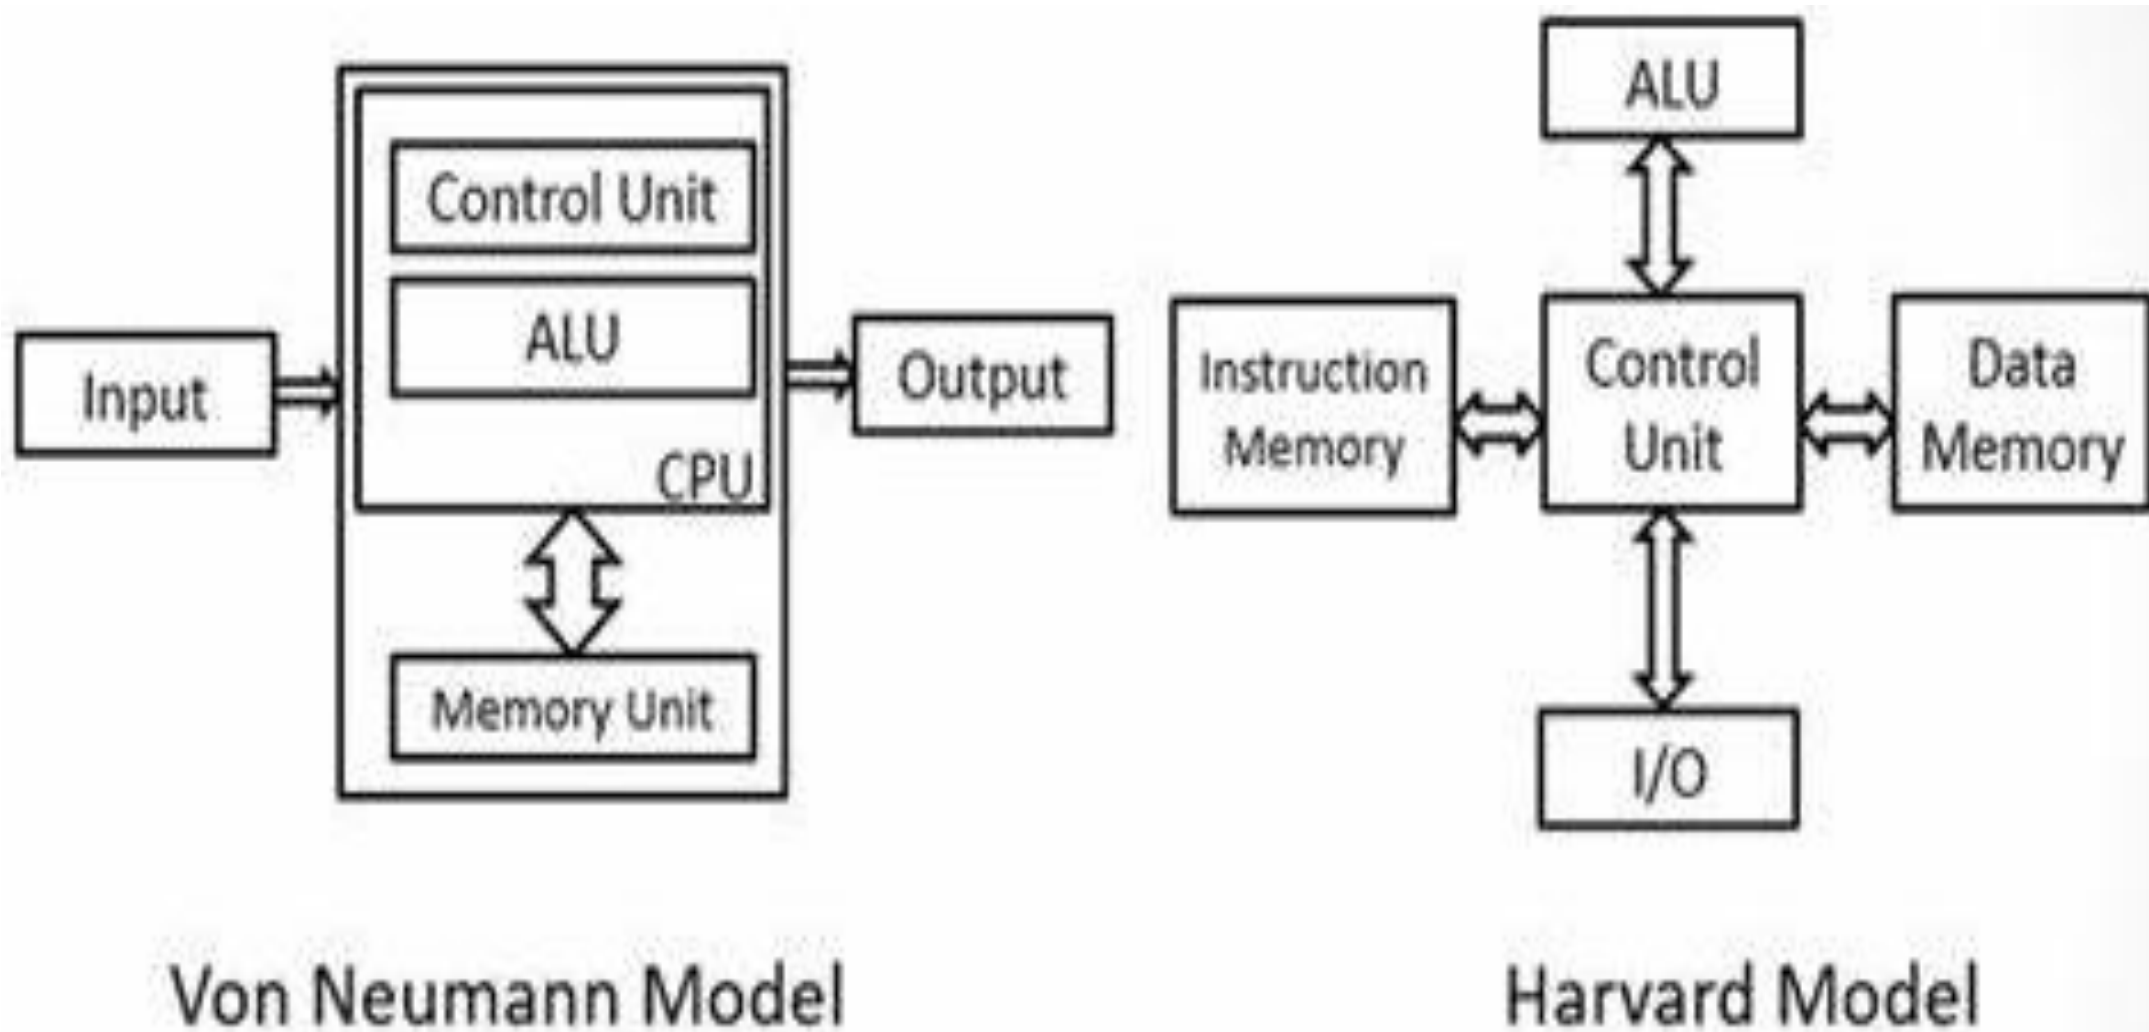 Control Unit
ALU
Input
Output
CPU
Memory Unit
Von Neumann Model
ALU
Instruction
Memory
Control
Unit
Data
Memory
I/O
Harvard Model